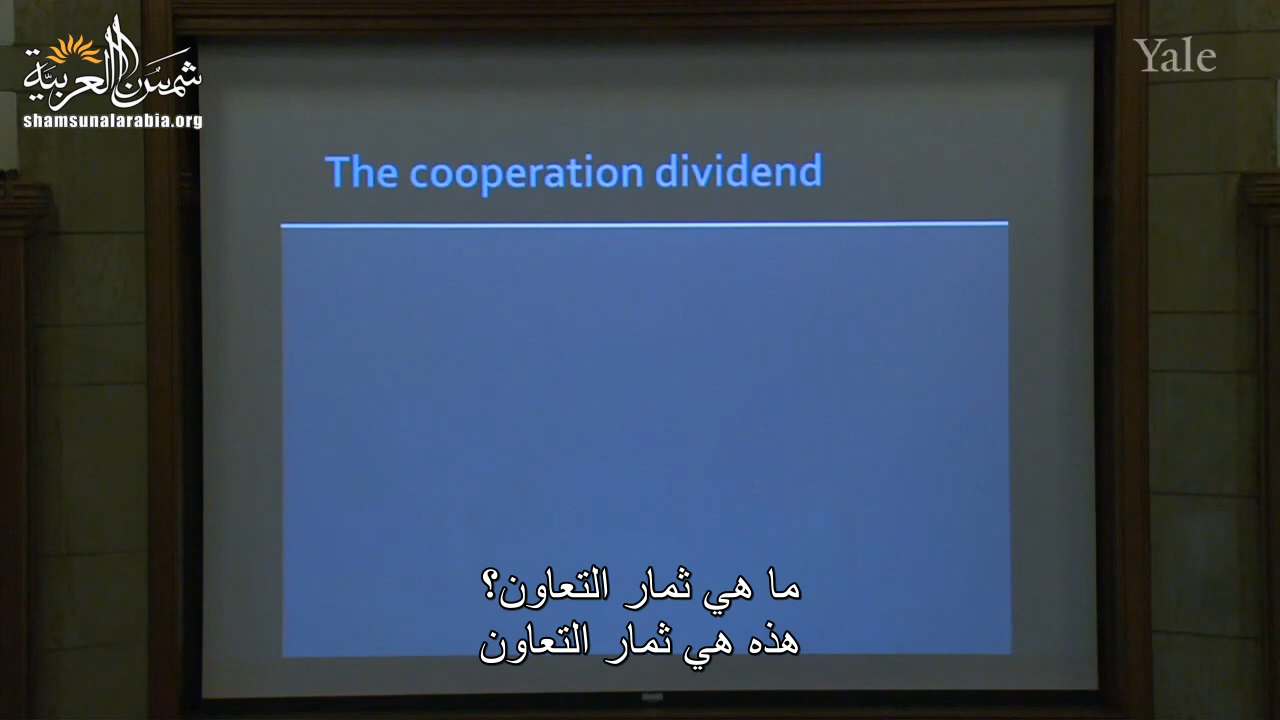 شمس العربية
shamsunalarabia.org
Yale
The cooperation dividend
ما هي ثمار التعاون؟
هذه هي ثمار التعاون